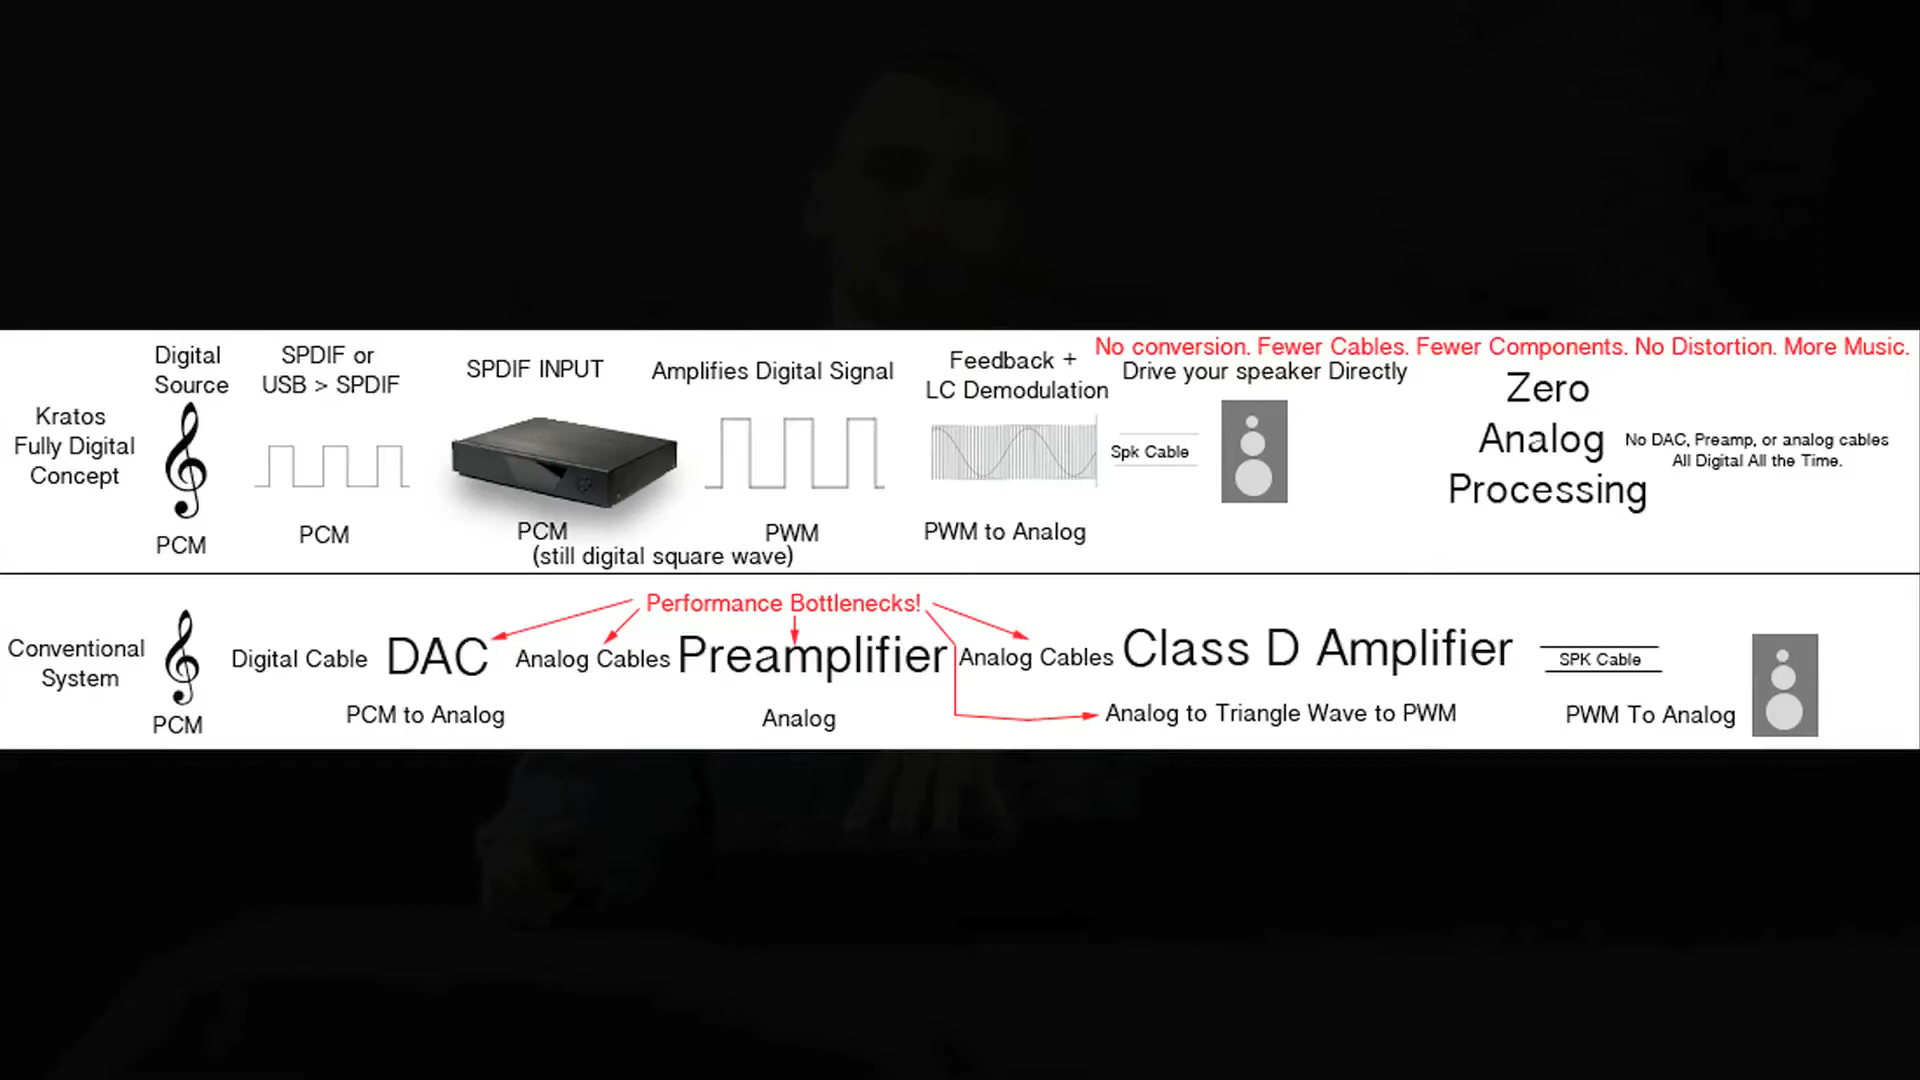 No conversion. Fewer Cables. Fewer Components. No Distortion. More Music.
Kratos
Fully Digital
Concept
Digital
Source
PCM
SPDIF or
USB > SPDIF
PCM
SPDIF INPUT
PCM
(still digital square wave)
Amplifies Digital Signal
PWM
Feedback +
LC Demodulation
PWM to Analog
Drive your speaker Directly
Spk Cable
Zero
Analog
Processing
No DAC, Preamp, or analog cables
All Digital All the Time.
Performance Bottlenecks!
Conventional
System
PCM
Digital Cable
DAC
PCM to Analog
Analog Cables
Preamplifier
Analog
Analog Cables
Class D Amplifier
Analog to Triangle Wave to PWM
SPK Cable
PWM To Analog